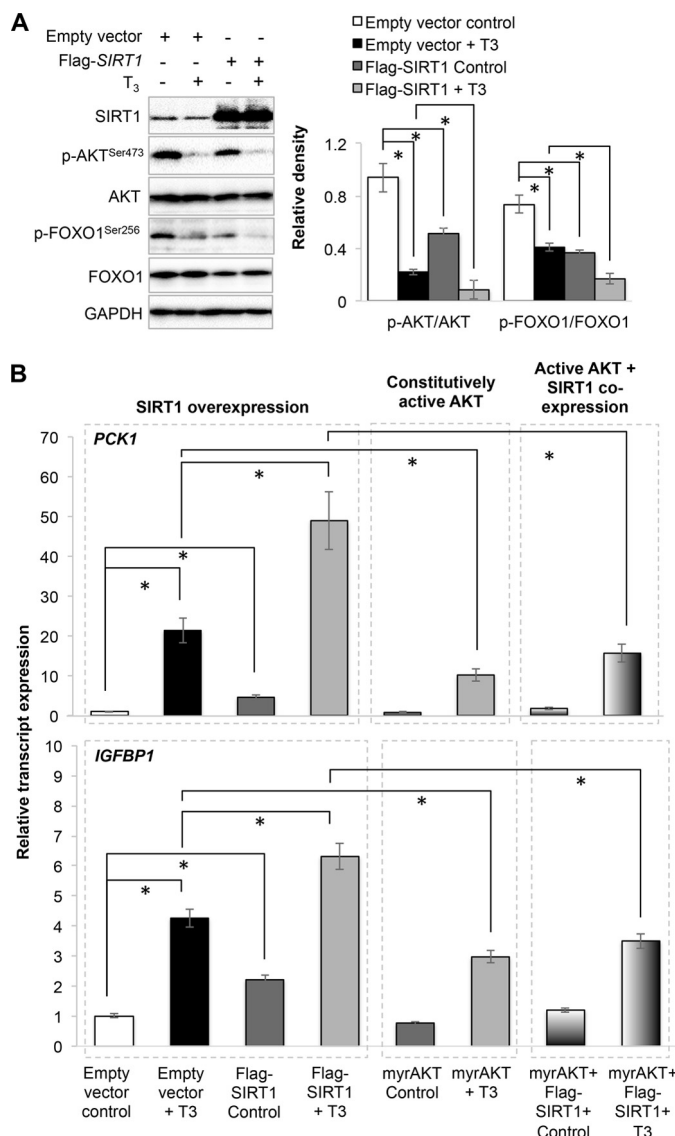 A
Empty vector + + - -
Flag-SIRT1 - - + +
T3 - + - +
SIRT1
p-AKTSer473
AKT
p-FOXO1Ser256
FOXO1
GAPDH
Empty vector control
Empty vector + T3
Flag-SIRT1 Control
Flag-SIRT1 + T3
Relative density
1.2
0.8
0.4
0
* * *
* * *
p-AKT/AKT
p-FOXO1/FOXO1
B
SIRT1 overexpression
Constitutively
active AKT
Active AKT +
SIRT1 co-
expression
Relative transcript expression
PCK1
70
60
50
40
30
20
10
0
* * * * *
IGFBP1
10
9
8
7
6
5
4
3
2
1
0
* * * * *
Empty
vector
control
Empty
vector
+ T3
Flag-
SIRT1
Control
Flag-
SIRT1
+ T3
myrAKT
Control
myrAKT
+ T3
myrAKT+
Flag-
SIRT1+
Control
myrAKT+
Flag-
SIRT1+
T3